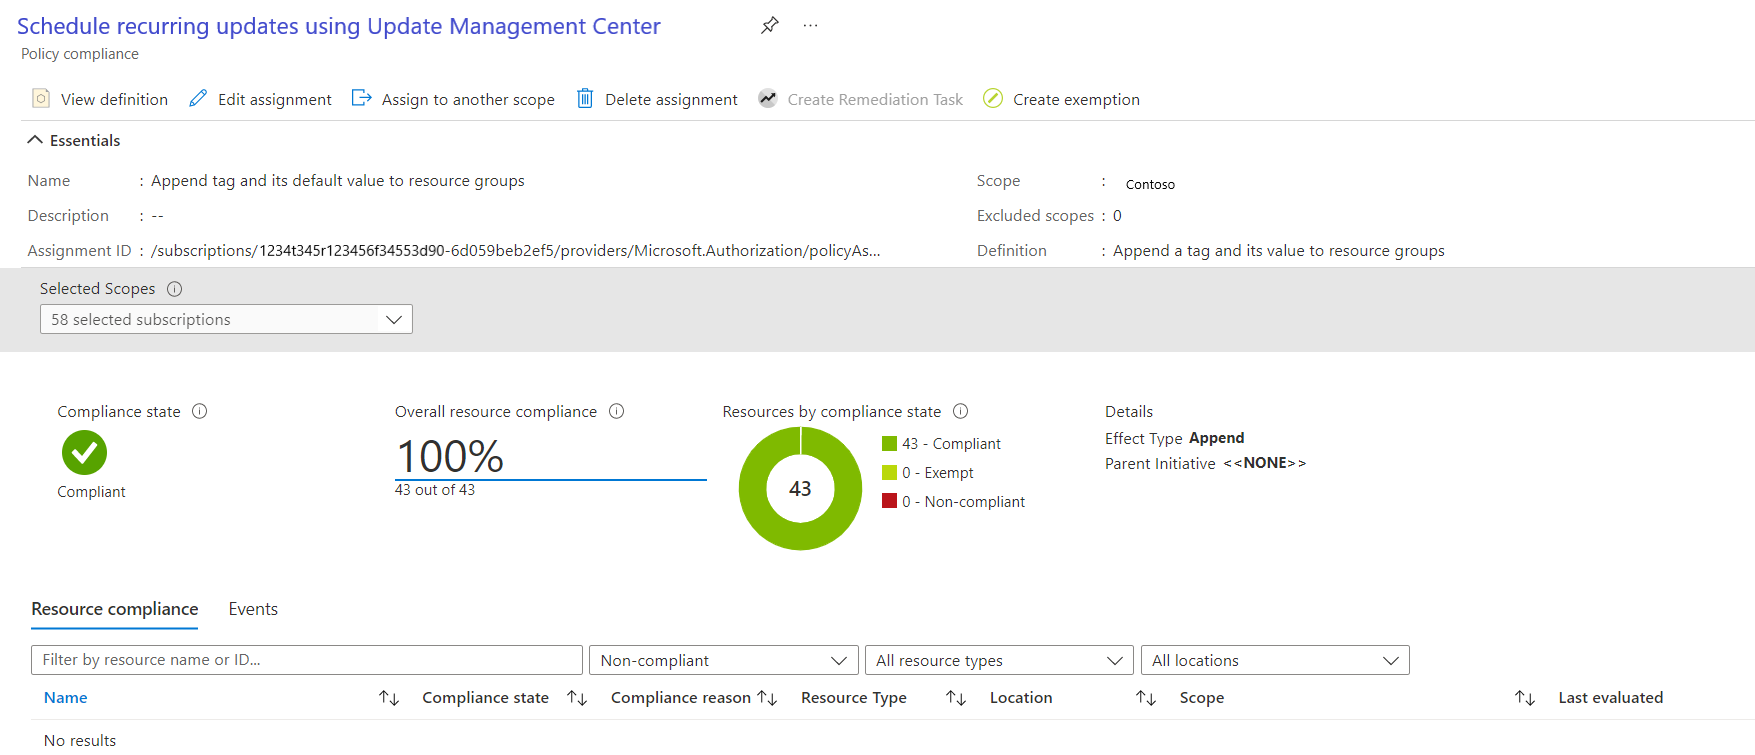 Schedule recurring updates using Update Management Center ...
Policy compliance
View definition Edit assignment Assign to another scope Delete assignment Create Remediation Task Create exemption
Essentials
Name : Append tag and its default value to resource groups Scope : Contoso
Description : -- Excluded scopes : 0
Assignment ID : /subscriptions/1234t345r123456f34553d90-6d059beb2ef5/providers/Microsoft.Authorization/policyAs... Definition : Append a tag and its value to resource groups
Selected Scopes
58 selected subscriptions
Compliance state Overall resource compliance Resources by compliance state Details
Compliant
100%
43 out of 43
43
43 - Compliant
0 - Exempt
0 - Non-compliant
Effect Type Append
Parent Initiative <<NONE>>
Resource compliance Events
Filter by resource name or ID... Non-compliant All resource types All locations
Name Compliance state Compliance reason Resource Type Location Scope Last evaluated
No results